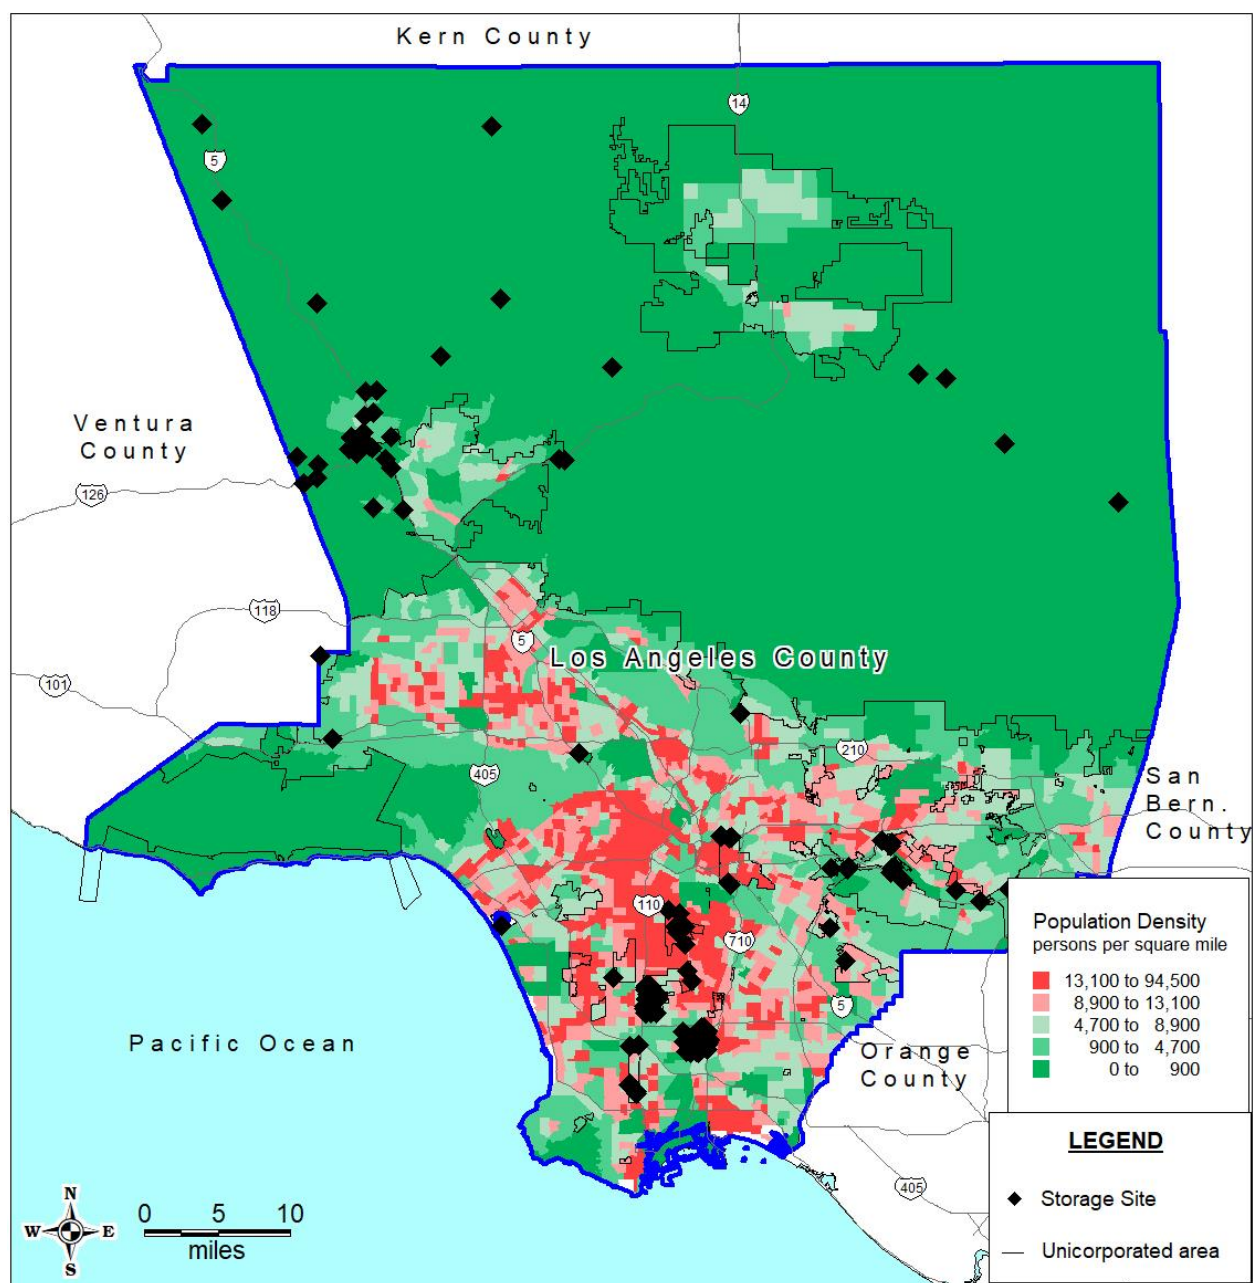 Kern County
14
5
Ventura
County
126
118
5
Los Angeles County
101
405
210
San
Bern.
County
110
710
5
Pacific Ocean
Orange
County
405
Population Density
persons per square mile
13,100 to 94,500
8,900 to 13,100
4,700 to 8,900
900 to 4,700
0 to 900
LEGEND
Storage Site
Unicorporated area
N
W E
S
0 5 10
miles